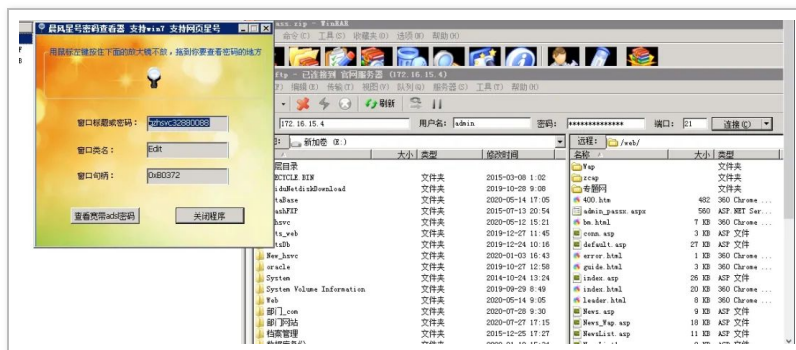 晨风星号密码查看器 支持win7 支持网页星号
用鼠标左键按住下面的放大镜不放，拖到你要查看密码的地方
窗口标题或密码：
窗口类名： Edit
窗口句柄： 0xB0372
查看宽带adsl密码 关闭程序
ass.zip - WinRAR
命令(C) 工具(S) 收藏夹(O) 选项(N) 帮助(H)
ftp - 已连接到 官网服务器 (172.16.15.4)
编辑(E) 传输(T) 视图(V) 队列(Q) 服务器(S) 工具(T) 帮助(H)
刷新
172.16.15.4 用户名: admin 密码: ************** 端口: 21 连接(C)
新加卷 (E:)
大小 类型 修改时间
层目录
ECYCLE.BIN 文件夹 2015-03-08 1:02
iduNetdiskDownload 文件夹 2019-10-28 9:08
taBase 文件夹 2020-05-14 17:05
ashFXP 文件夹 2015-07-13 20:54
hsvc 文件夹 2020-05-12 15:21
ts_web 文件夹 2019-12-27 11:45
tsDb 文件夹 2019-12-24 10:16
New_hsvc 文件夹 2020-01-03 16:43
oracle 文件夹 2019-10-27 12:58
System 文件夹 2014-10-24 13:24
System Volume Information 文件夹 2019-09-29 8:49
Web 文件夹 2020-05-14 9:05
部门_com 文件夹 2020-07-28 9:30
部门网站 文件夹 2020-07-27 17:15
档案管理 文件夹 2015-12-25 17:27
远程: /web/
名称 大小 类型
Wap 文件夹
zcap 文件夹
专题网 文件夹
400.htm 482 360 Chrome ...
admin_passx.aspx 560 ASP.NET Ser...
bm.html 7 KB 360 Chrome ...
conn.asp 3 KB ASP 文件
default.asp 27 KB ASP 文件
error.html 1 KB 360 Chrome ...
guide.html 3 KB 360 Chrome ...
index.asp 26 KB ASP 文件
index.html 20 KB 360 Chrome ...
leader.html 8 KB 360 Chrome ...
News.asp 9 KB ASP 文件
News_Wap.asp 18 KB ASP 文件
NewsList.asp 11 KB ASP 文件